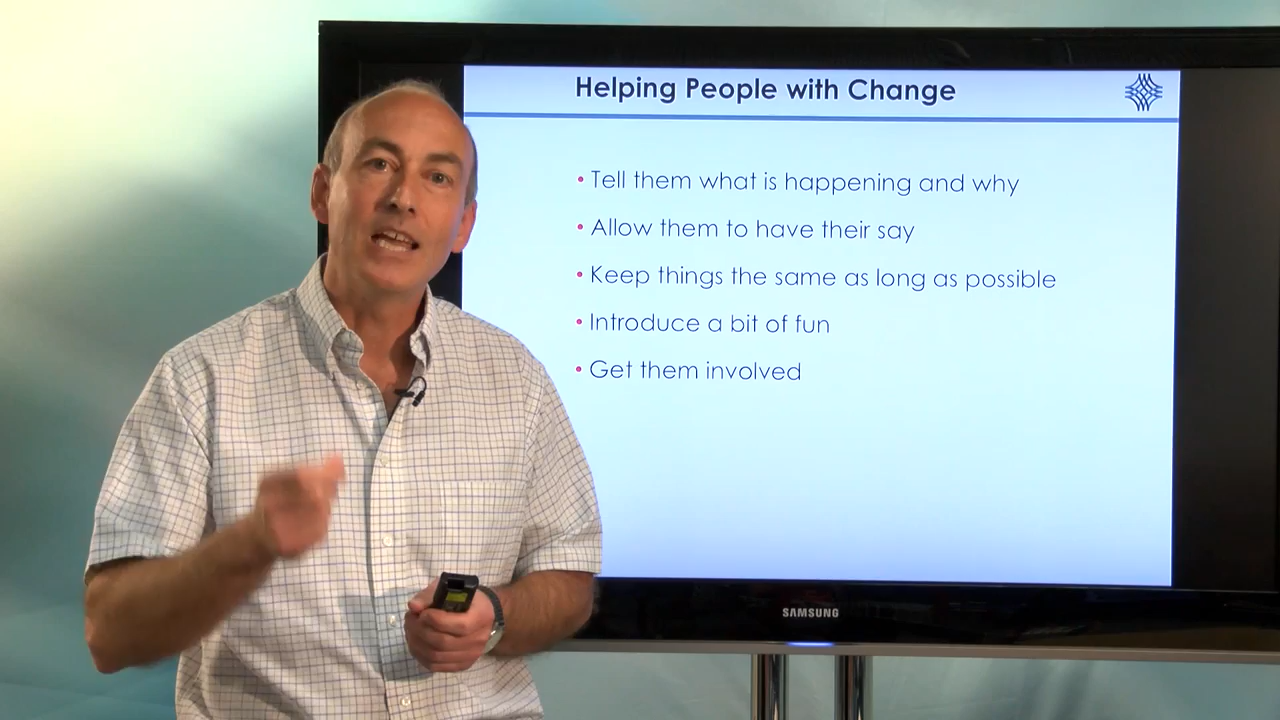 Helping People with Change
• Tell them what is happening and why
• Allow them to have their say
• Keep things the same as long as possible
• Introduce a bit of fun
• Get them involved
SAMSUNG